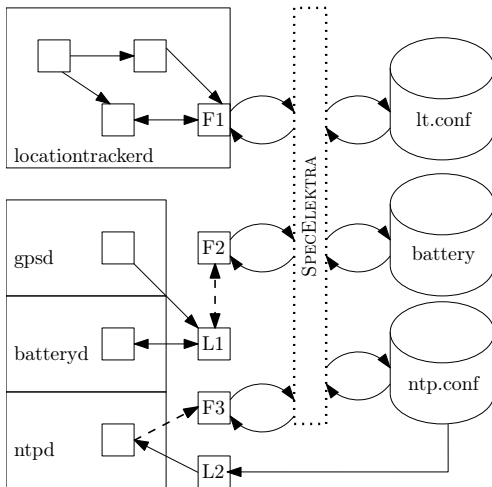 F1
lt.conf
locationtrackerd
SpecElektra
F2
gpsd
battery
L1
batteryd
F3
ntp.conf
ntpd
L2